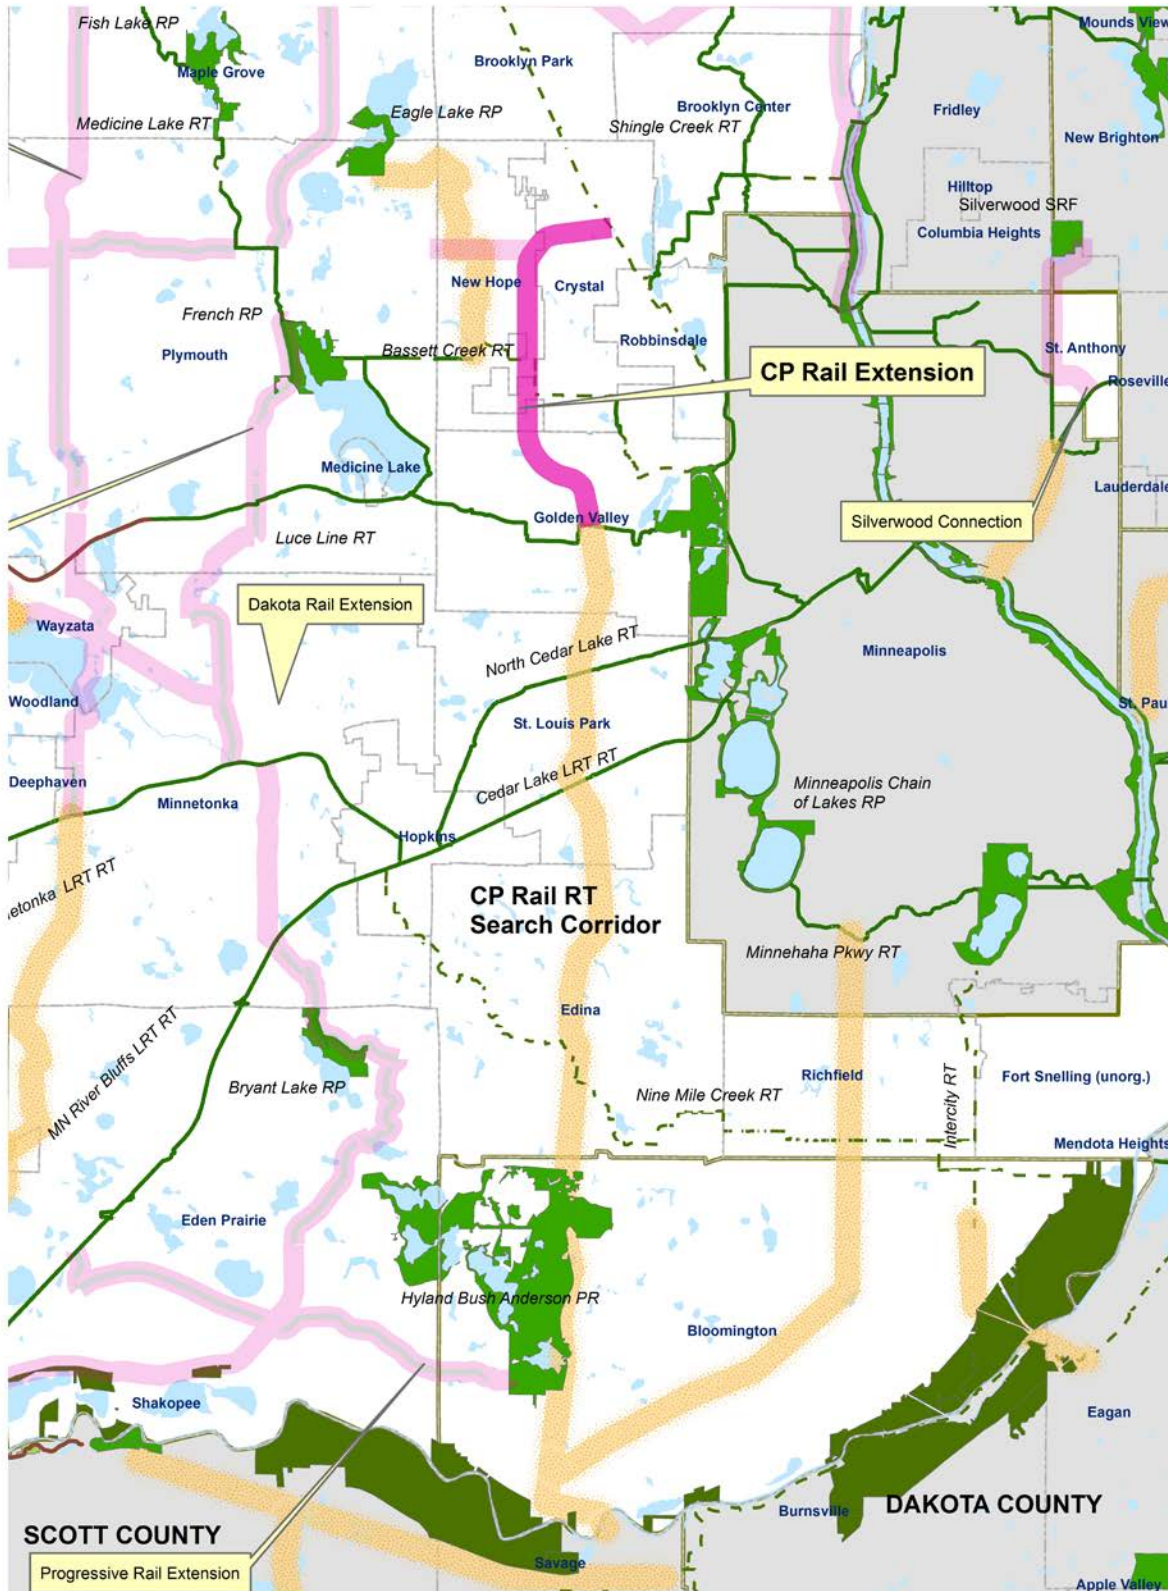 Fish Lake RP
Mounds View
Maple Grove
Brooklyn Park
Eagle Lake RP
Brooklyn Center
Fridley
Medicine Lake RT
Shingle Creek RT
New Brighton
Hilltop
Silverwood SRF
Columbia Heights
New Hope
Crystal
French RP
Plymouth
Bassett Creek RT
Robbinsdale
St. Anthony
CP Rail Extension
Roseville
Medicine Lake
Lauderdale
Golden Valley
Silverwood Connection
Luce Line RT
Dakota Rail Extension
Wayzata
North Cedar Lake RT
Minneapolis
Woodland
St. Pau
St. Louis Park
Deephaven
Cedar Lake LRT RT
Minneapolis Chain
of Lakes RP
Minnetonka
Hopkins
etonka LRT RT
CP Rail RT
Search Corridor
Minnehaha Pkwy RT
Edina
MN River Bluffs LRT RT
Bryant Lake RP
Richfield
Fort Snelling (unorg.)
Nine Mile Creek RT
Intercity RT
Mendota Heights
Eden Prairie
Hyland Bush Anderson PR
Bloomington
Shakopee
Eagan
Burnsville
DAKOTA COUNTY
SCOTT COUNTY
Savage
Progressive Rail Extension
Apple Valley